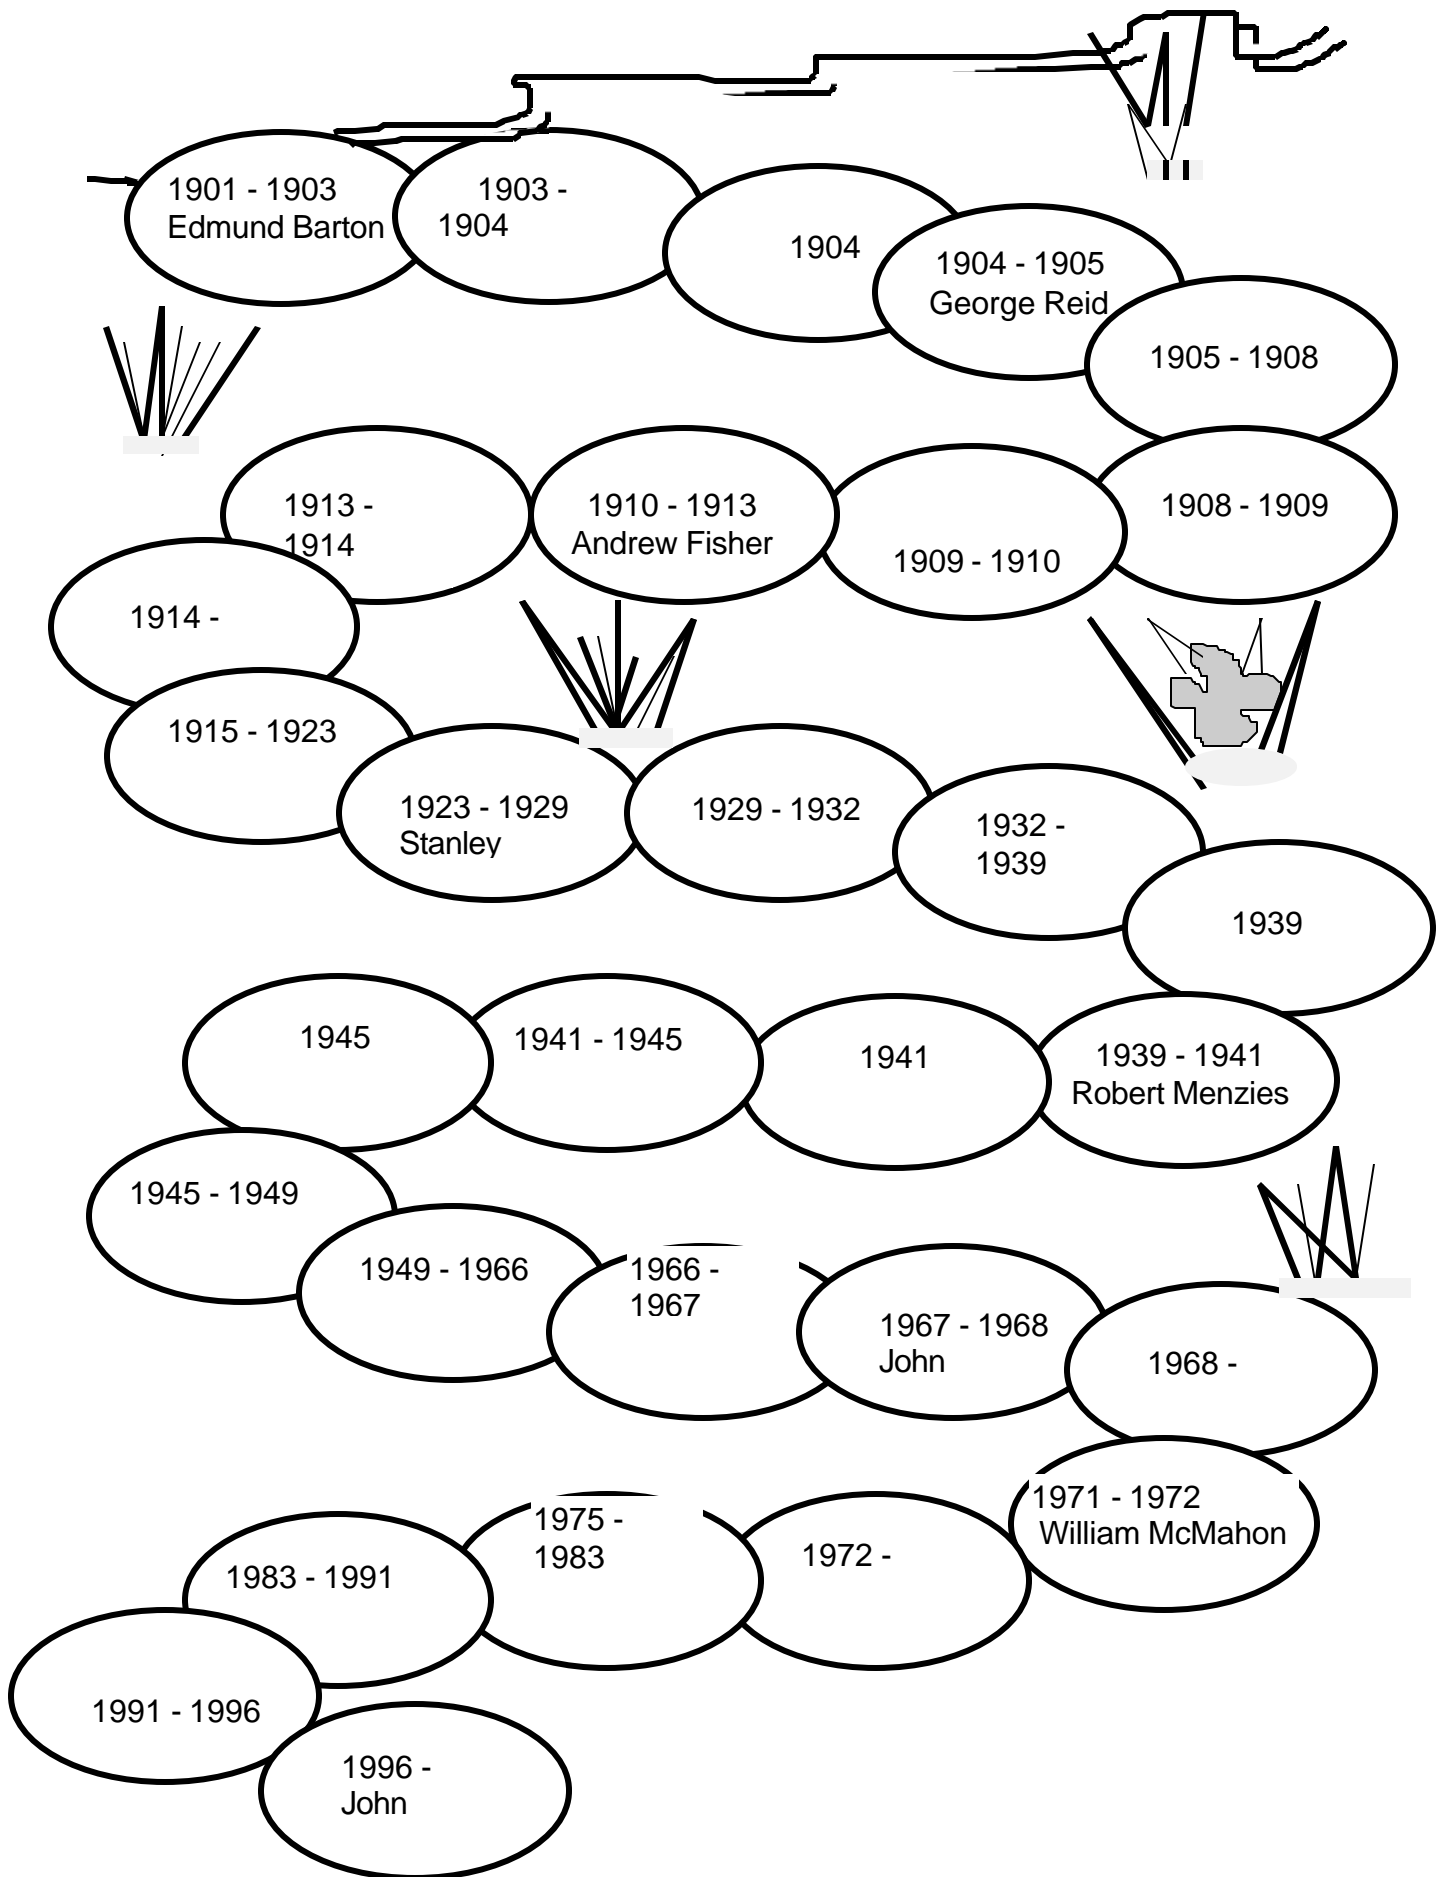 1901 - 1903
Edmund Barton
1903 -
1904
1904
1904 - 1905
George Reid
1905 - 1908
1908 - 1909
1909 - 1910
1910 - 1913
Andrew Fisher
1913 -
1914
1914 -
1915 - 1923
1923 - 1929
Stanley
1929 - 1932
1932 -
1939
1939
1939 - 1941
Robert Menzies
1941
1941 - 1945
1945
1945 - 1949
1949 - 1966
1966 -
1967
1967 - 1968
John
1968 -
1971 - 1972
William McMahon
1972 -
1975 -
1983
1983 - 1991
1991 - 1996
1996 -
John